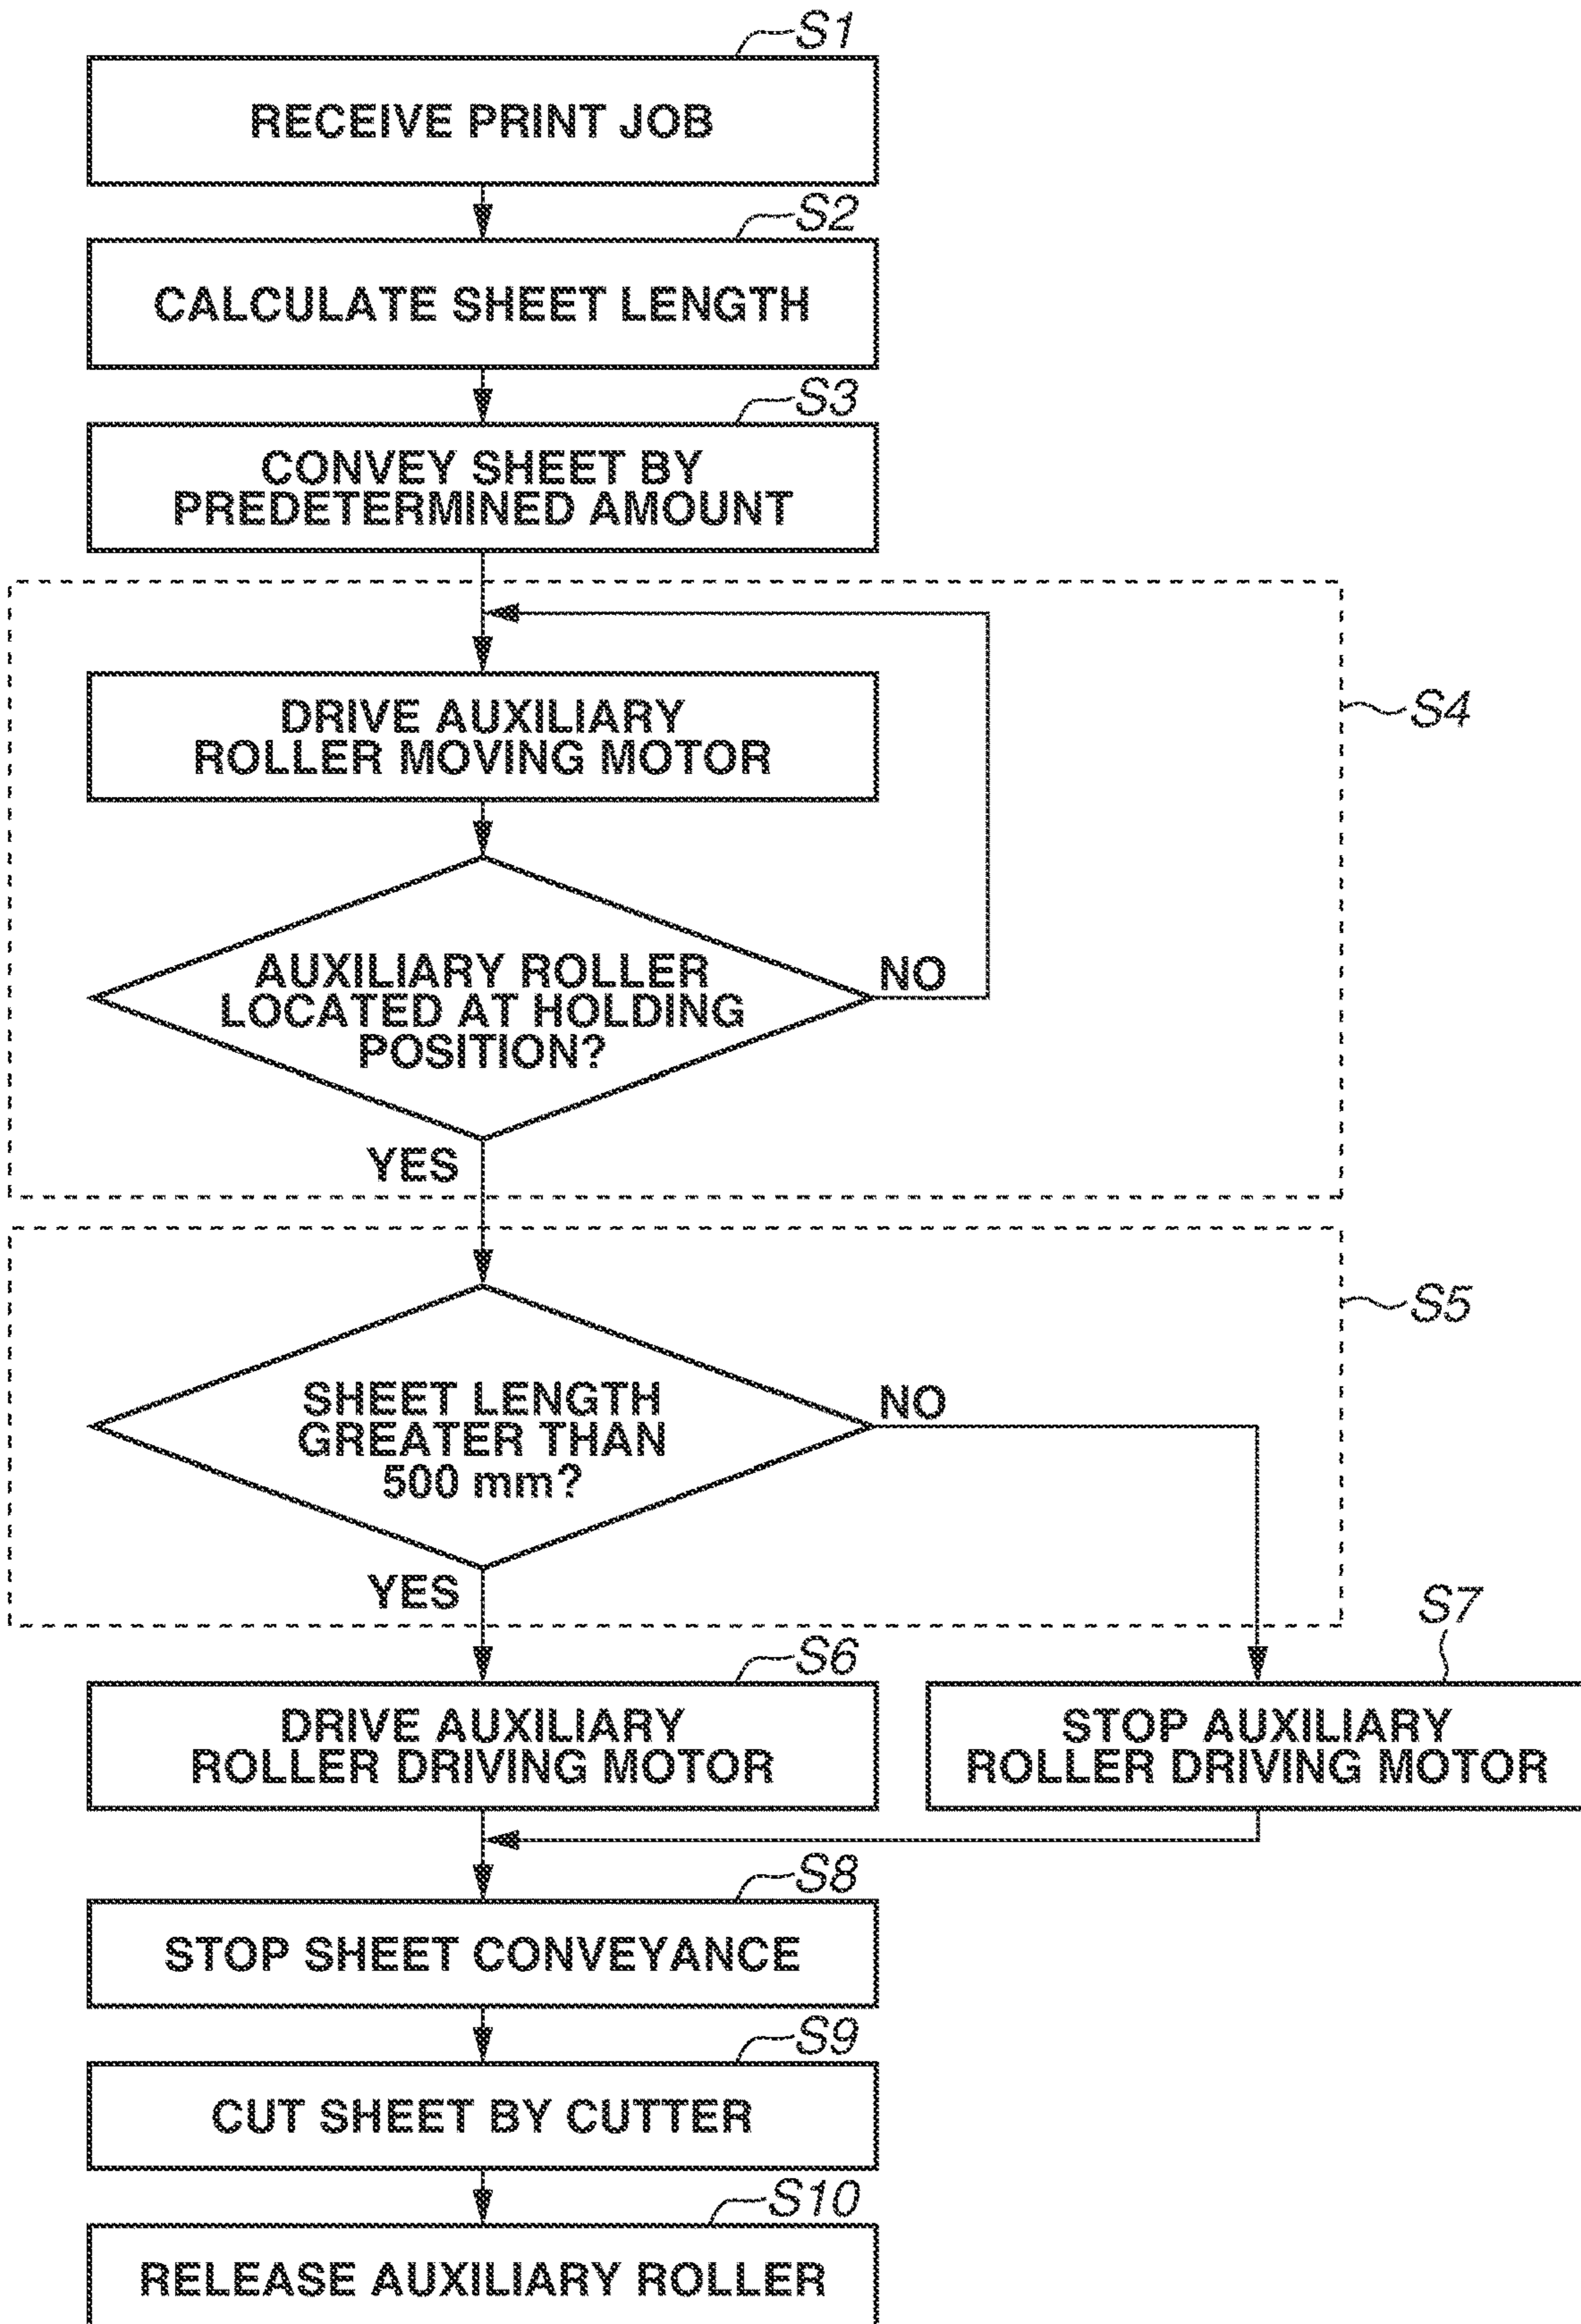 S1
RECEIVE PRINT JOB
S2
CALCULATE SHEET LENGTH
S3
CONVEY SHEET BY
PREDETERMINED AMOUNT
S4
DRIVE AUXILIARY
ROLLER MOVING MOTOR
AUXILIARY ROLLER
LOCATED AT HOLDING
POSITION?
NO
YES
S5
SHEET LENGTH
GREATER THAN
500 mm?
NO
YES
S6
DRIVE AUXILIARY
ROLLER DRIVING MOTOR
S7
STOP AUXILIARY
ROLLER DRIVING MOTOR
S8
STOP SHEET CONVEYANCE
S9
CUT SHEET BY CUTTER
S10
RELEASE AUXILIARY ROLLER